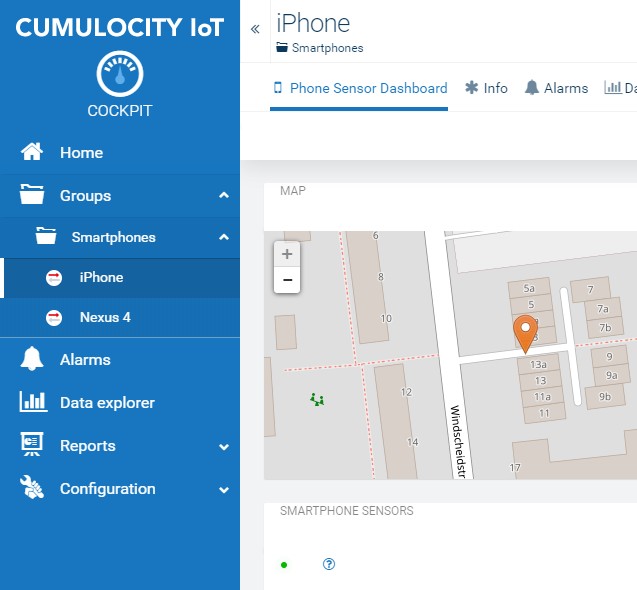 CUMULOCITY IoT
COCKPIT
Home
Groups
Smartphones
iPhone
Nexus 4
Alarms
Data explorer
Reports
Configuration
«
iPhone
Smartphones
Phone Sensor Dashboard
Info
Alarms
MAP
+
−
6
8
10
12
14
5a
5
13a
13
11a
11
17
7
7a
7b
9
9a
9b
Windscheidstr
SMARTPHONE SENSORS
?